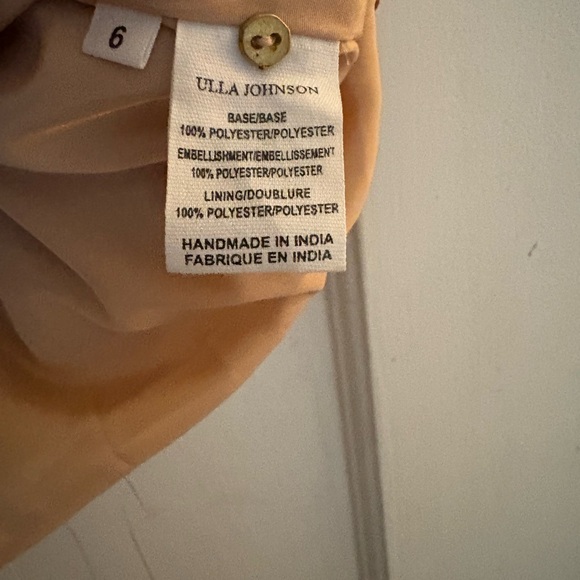 6
ULLA JOHNSON
BASE/BASE
100% POLYESTER/POLYESTER
EMBELLISHMENT/EMBELLISSEMENT
100% POLYESTER/POLYESTER
LINING/DOUBLURE
100% POLYESTER/POLYESTER
HANDMADE IN INDIA
FABRIQUE EN INDIA